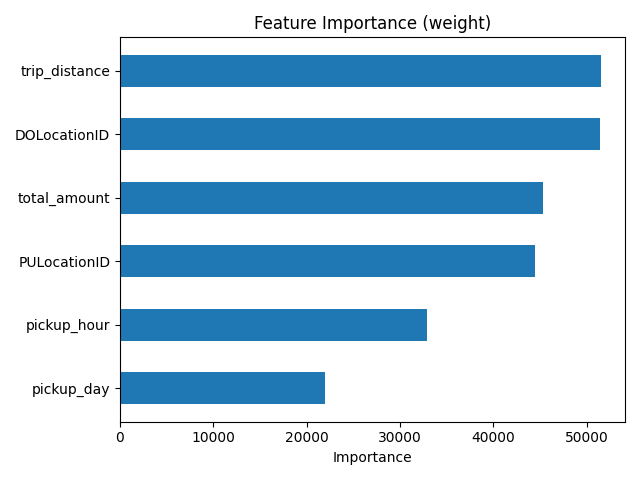 Feature Importance (weight)
trip_distance
DOLocationID
total_amount
PULocationID
pickup_hour
pickup_day
0 10000 20000 30000 40000 50000
Importance